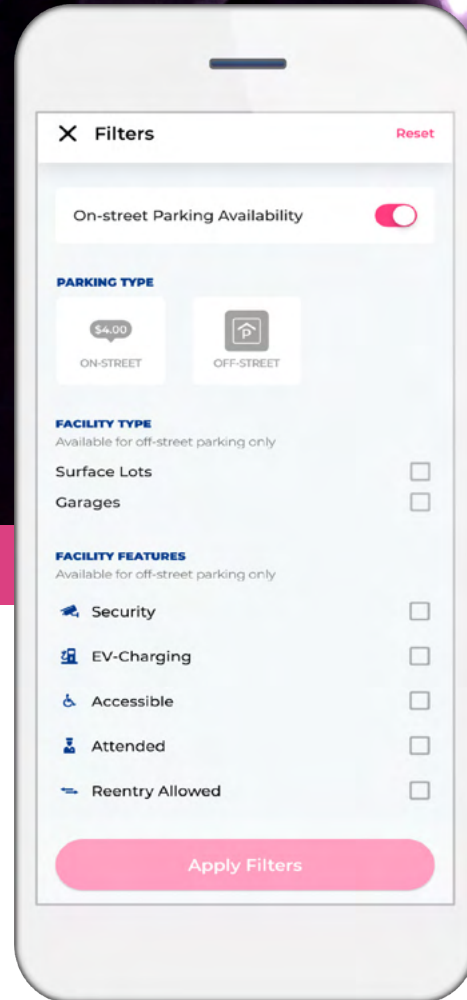 Filters
Reset
On-street Parking Availability
PARKING TYPE
$4.00
P
ON-STREET
OFF-STREET
FACILITY TYPE
Available for off-street parking only
Surface Lots
Garages
FACILITY FEATURES
Available for off-street parking only
Security
EV-Charging
Accessible
Attended
Reentry Allowed
Apply Filters